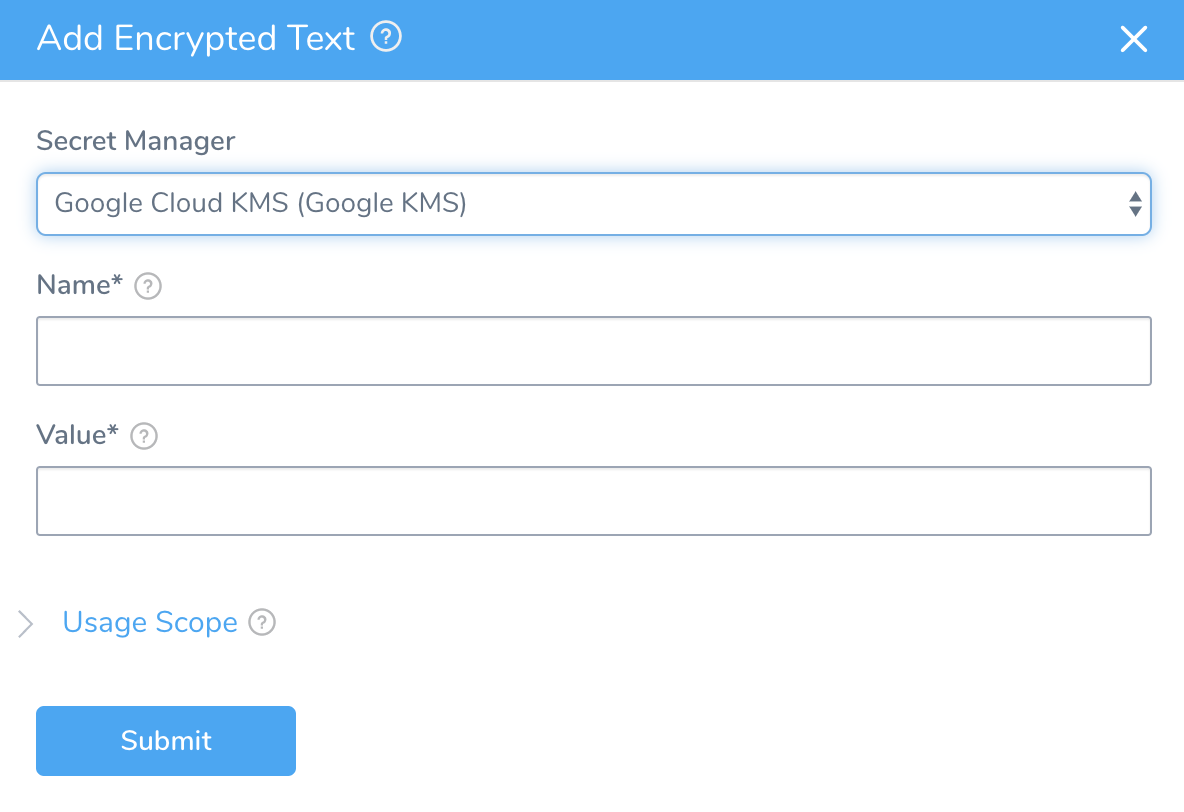 Add Encrypted Text ?
Secret Manager
Google Cloud KMS (Google KMS)
Name* ?
Value* ?
Usage Scope ?
Submit